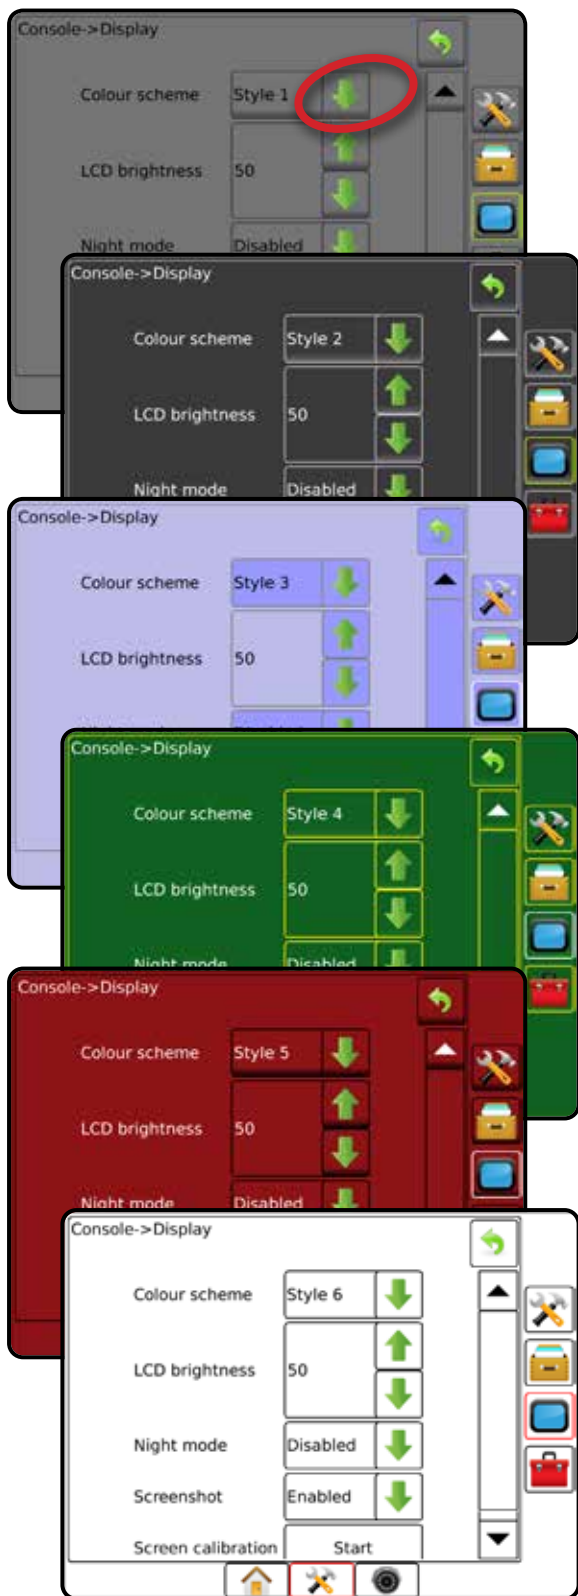 Console->Display
Colour scheme Style 1
LCD brightness 50
Night mode Disabled
Console->Display
Colour scheme Style 2
LCD brightness 50
Night mode Disabled
Console->Display
Colour scheme Style 3
LCD brightness 50
Console->Display
Colour scheme Style 4
LCD brightness 50
Night mode Disabled
Console->Display
Colour scheme Style 5
LCD brightness 50
Night mode Disabled
Console->Display
Colour scheme Style 6
LCD brightness 50
Night mode Disabled
Screenshot Enabled
Screen calibration Start